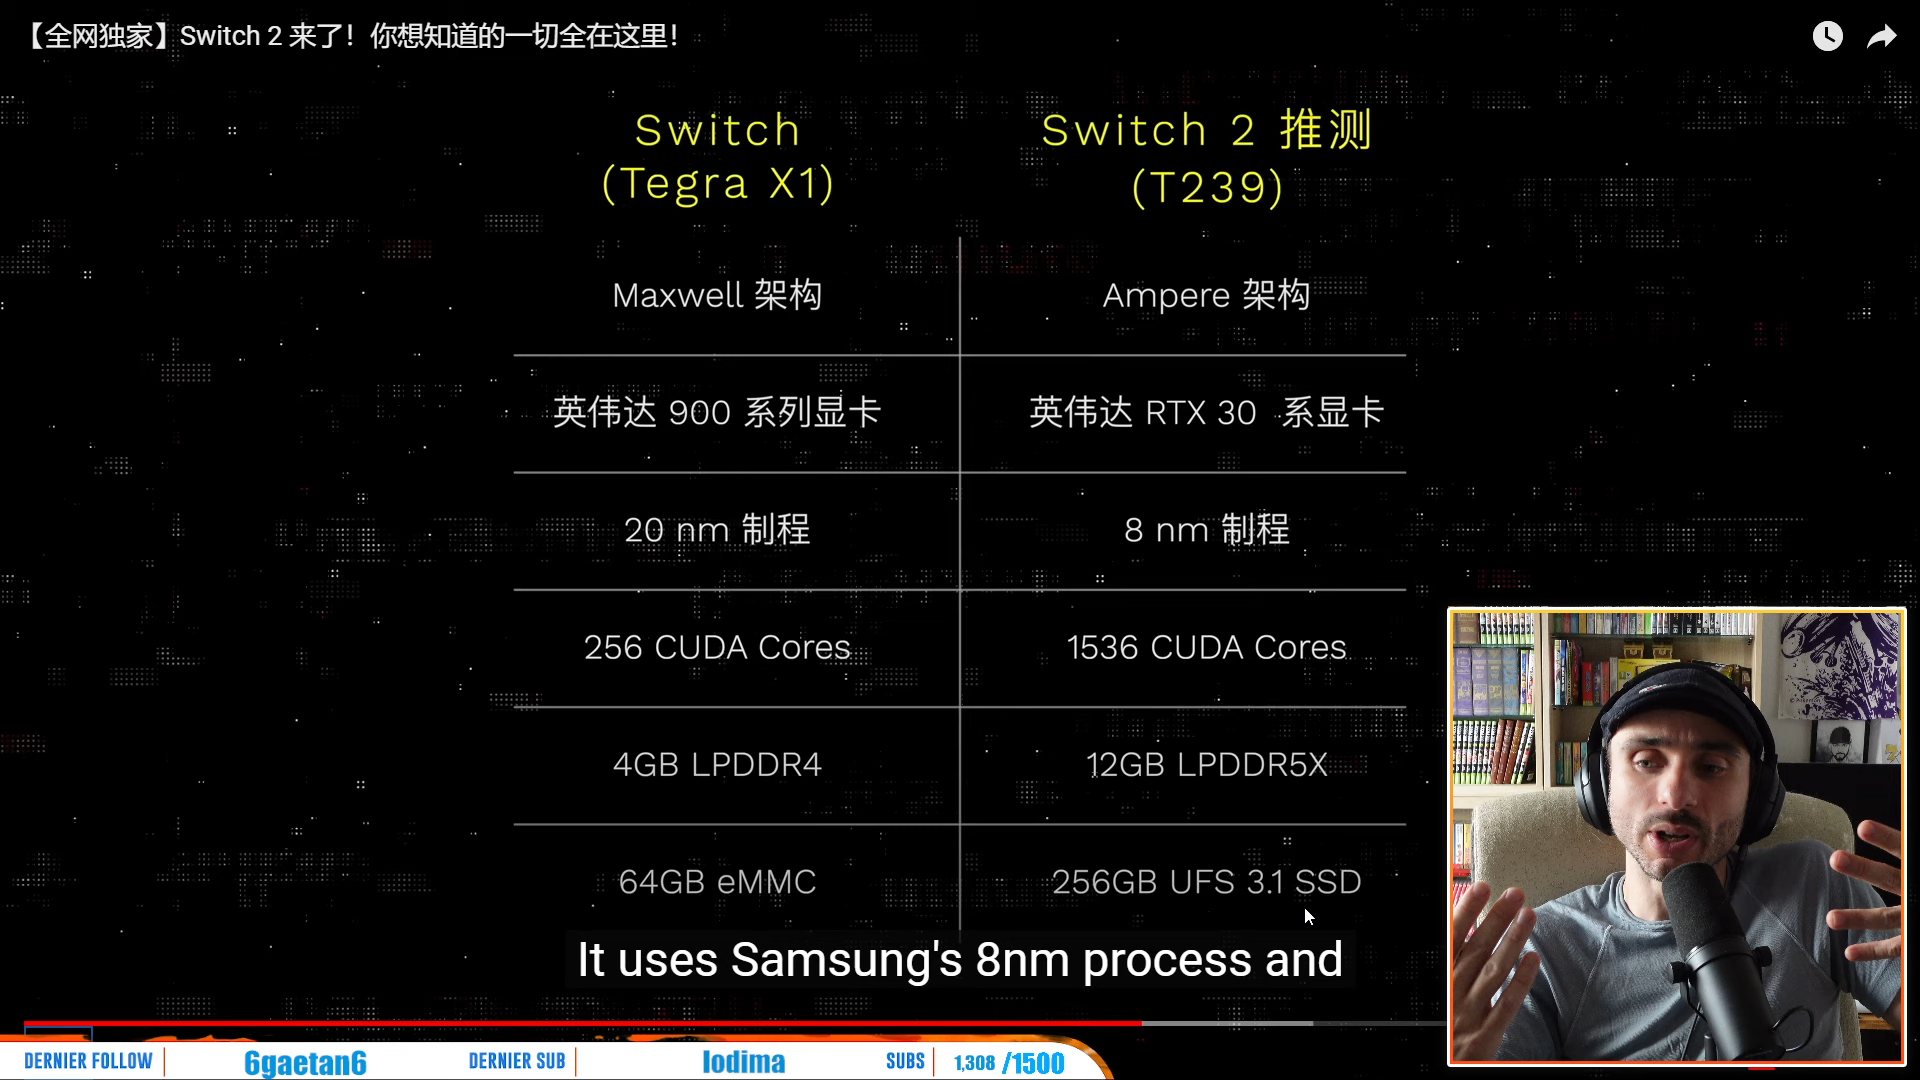 【全网独家】Switch 2 来了！你想知道的一切全在这里！
Switch
(Tegra X1)
Switch 2 推测
(T239)
Maxwell 架构
Ampere 架构
英伟达 900 系列显卡
英伟达 RTX 30 系显卡
20 nm 制程
8 nm 制程
256 CUDA Cores
1536 CUDA Cores
4GB LPDDR4
12GB LPDDR5X
64GB eMMC
256GB UFS 3.1 SSD
It uses Samsung's 8nm process and
DERNIER FOLLOW
6gaetan6
DERNIER SUB
lodima
SUBS
1,308 /1500